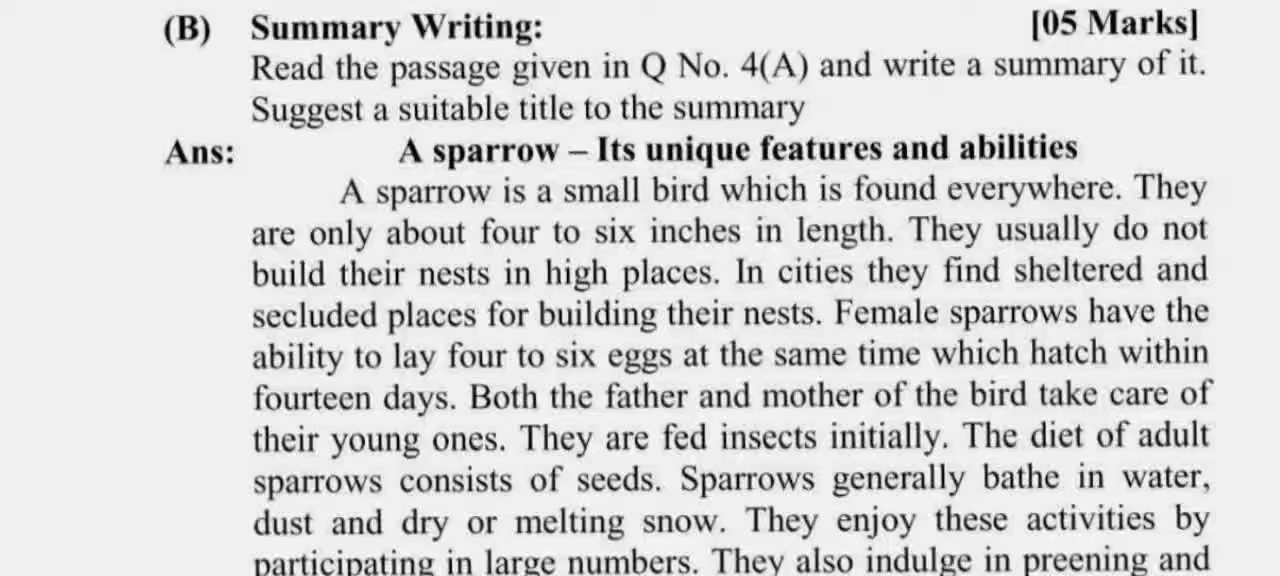 (B) Summary Writing: [05 Marks]
Read the passage given in Q No. 4(A) and write a summary of it.
Suggest a suitable title to the summary
Ans: A sparrow – Its unique features and abilities
A sparrow is a small bird which is found everywhere. They
are only about four to six inches in length. They usually do not
build their nests in high places. In cities they find sheltered and
secluded places for building their nests. Female sparrows have the
ability to lay four to six eggs at the same time which hatch within
fourteen days. Both the father and mother of the bird take care of
their young ones. They are fed insects initially. The diet of adult
sparrows consists of seeds. Sparrows generally bathe in water,
dust and dry or melting snow. They enjoy these activities by
participating in large numbers. They also indulge in preening and